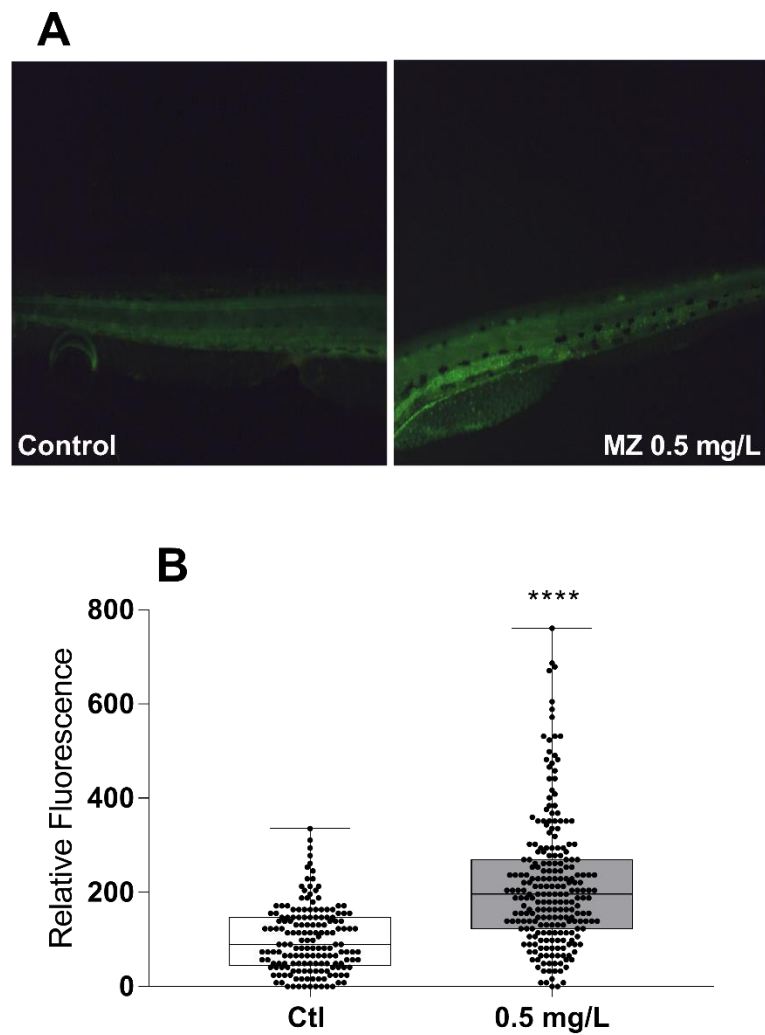 A
Control
MZ 0.5 mg/L
B
****
800
600
400
200
0
Relative Fluorescence
Ctl
0.5 mg/L